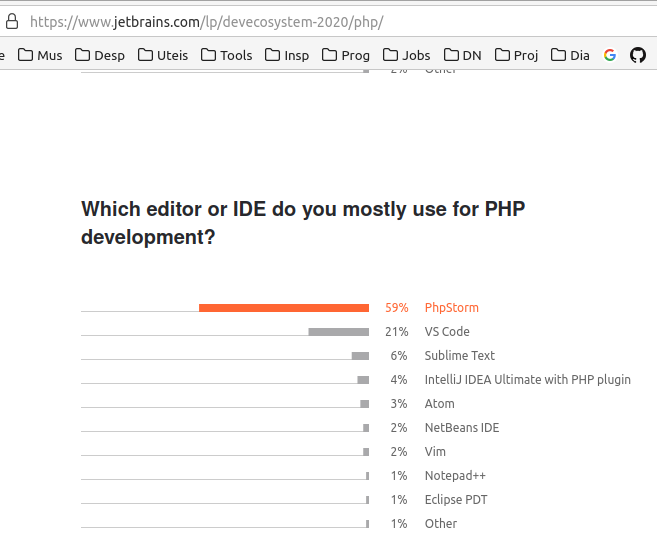 https://www.jetbrains.com/lp/devecosystem-2020/php/
e Mus Desp Uteis Tools Insp Prog Jobs DN Proj Dia
2% Other
Which editor or IDE do you mostly use for PHP
development?
59% PhpStorm
21% VS Code
6% Sublime Text
4% IntelliJ IDEA Ultimate with PHP plugin
3% Atom
2% NetBeans IDE
2% Vim
1% Notepad++
1% Eclipse PDT
1% Other